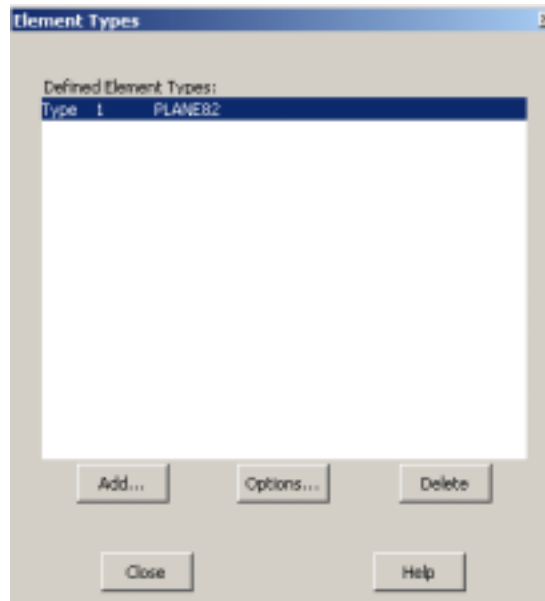 Element Types
Defined Element Types:
Type 1 PLANE82
Add... Options... Delete
Close Help